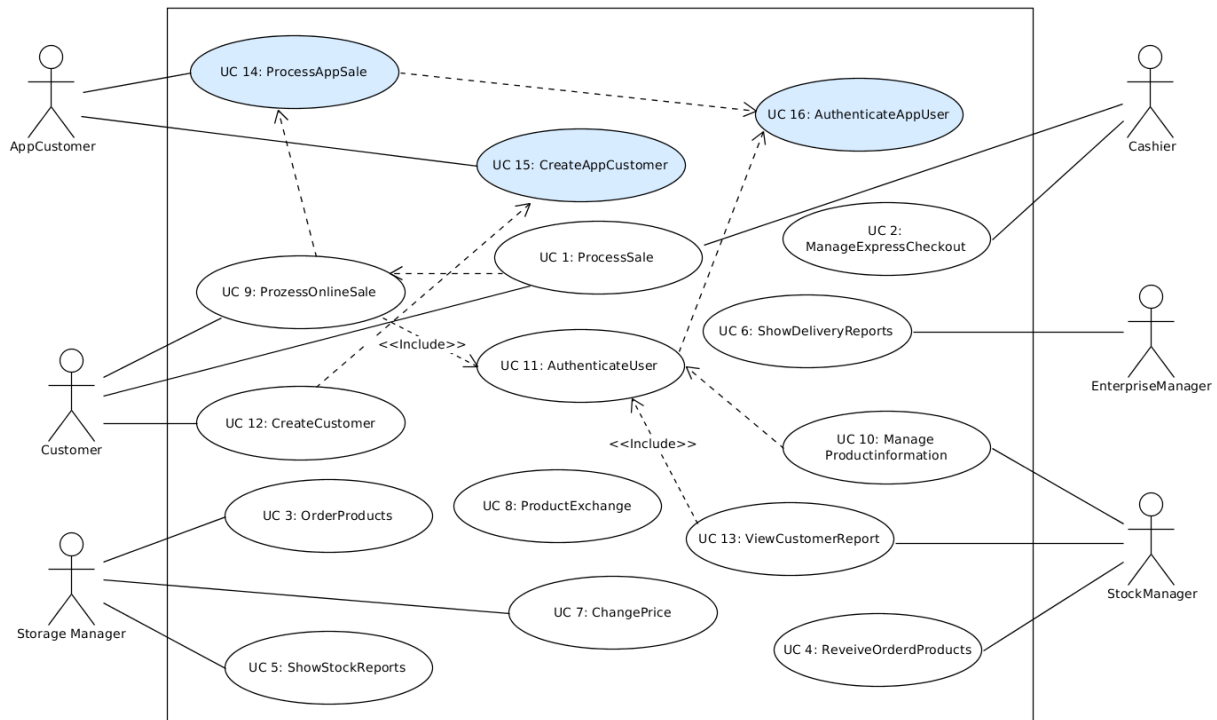 UC 14: ProcessAppSale
UC 16: AuthenticateAppUser
AppCustomer
Cashier
UC 15: CreateAppCustomer
UC 2:
ManageExpressCheckout
UC 1: ProcessSale
UC 9: ProzessOnlineSale
UC 6: ShowDeliveryReports
<<Include>>
UC 11: AuthenticateUser
EnterpriseManager
UC 12: CreateCustomer
Customer
<<Include>>
UC 10: Manage
Productinformation
UC 3: OrderProducts
UC 8: ProductExchange
UC 13: ViewCustomerReport
StockManager
UC 7: ChangePrice
Storage Manager
UC 4: ReveiveOrderdProducts
UC 5: ShowStockReports